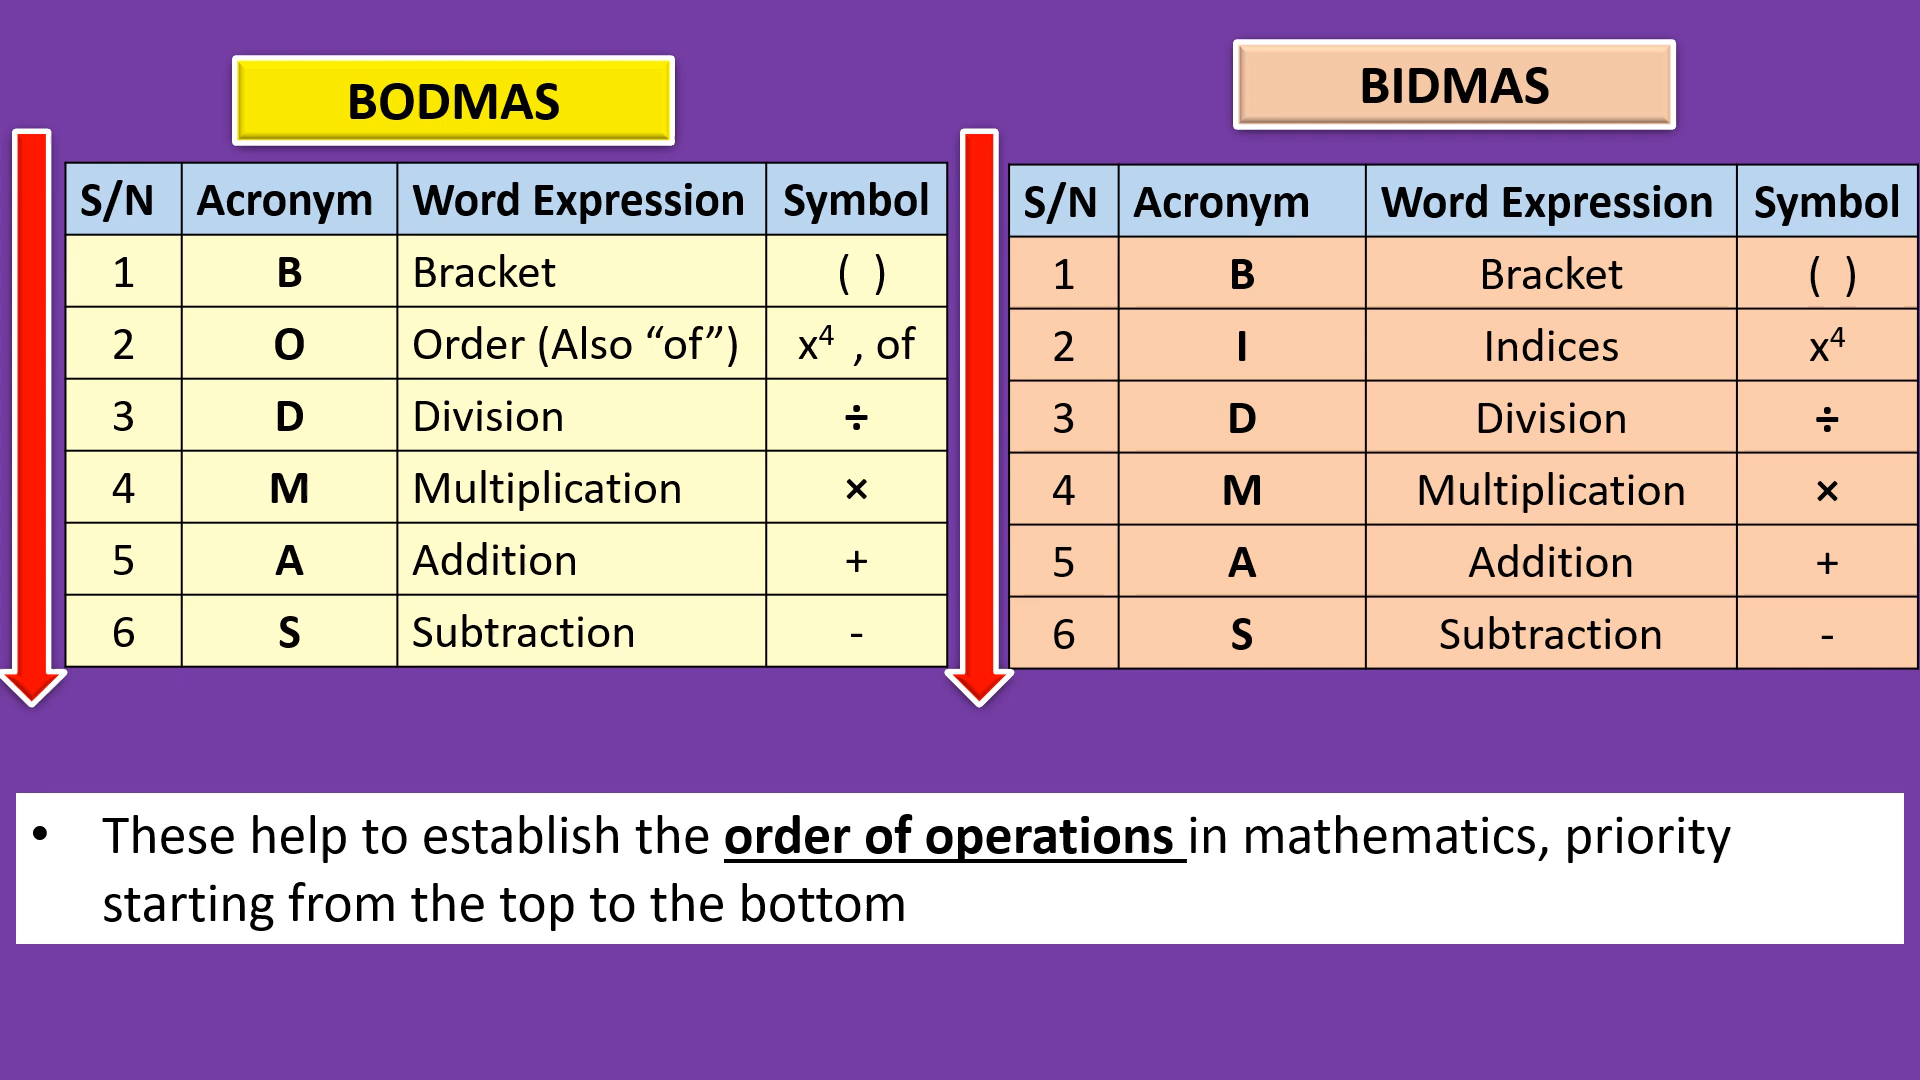 BODMAS
S/N Acronym Word Expression Symbol
1 B Bracket ( )
2 O Order (Also “of”) x⁴ , of
3 D Division ÷
4 M Multiplication ×
5 A Addition +
6 S Subtraction -
BIDMAS
S/N Acronym Word Expression Symbol
1 B Bracket ( )
2 I Indices x⁴
3 D Division ÷
4 M Multiplication ×
5 A Addition +
6 S Subtraction -
• These help to establish the order of operations in mathematics, priority
starting from the top to the bottom